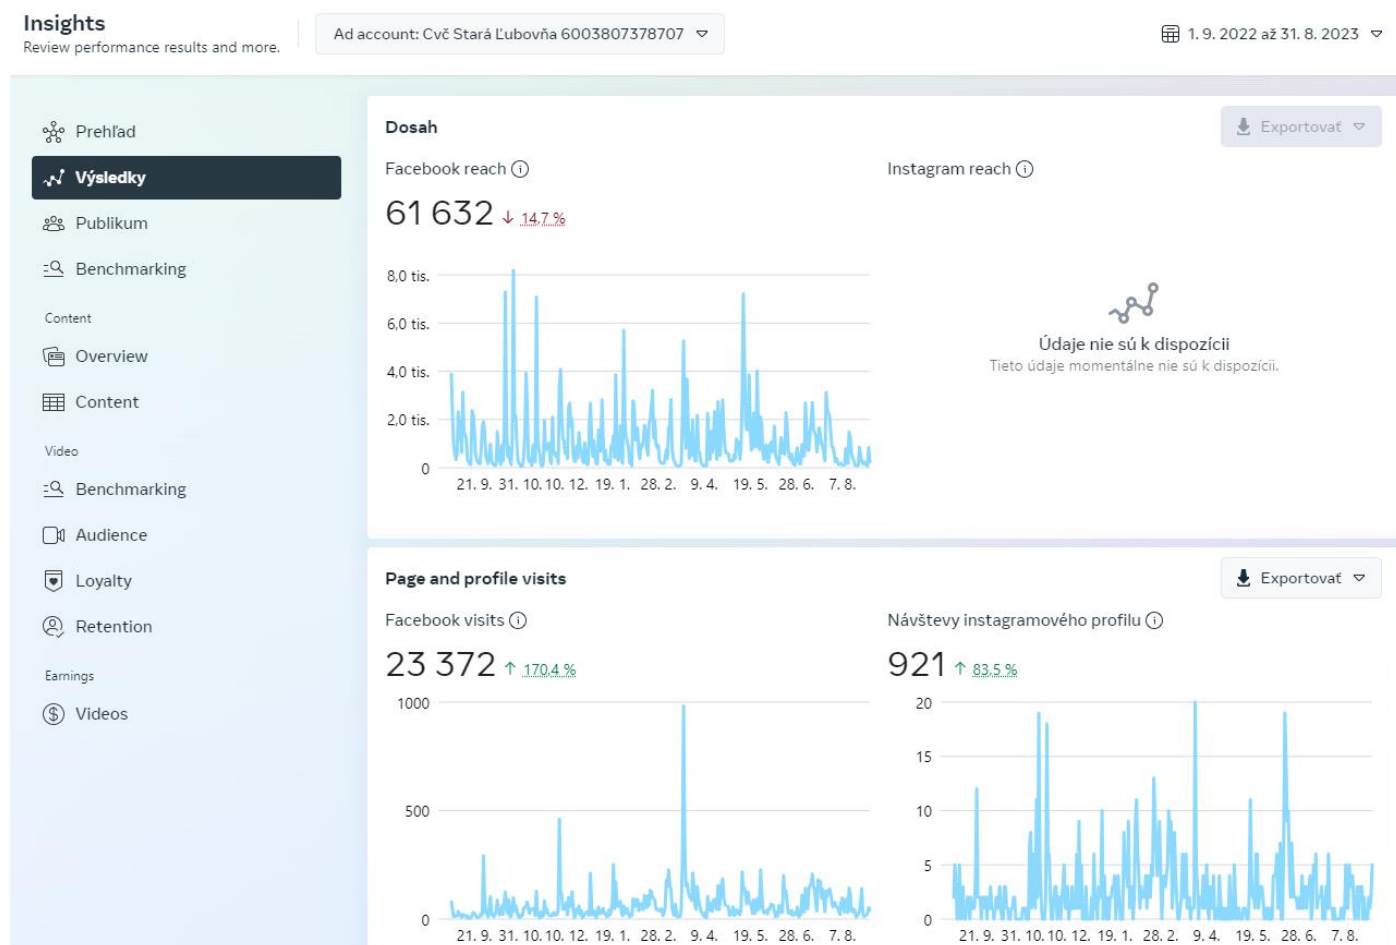 Insights
Review performance results and more.
Ad account: Cvč Stará Ľubovňa 6003807378707
1. 9. 2022 až 31. 8. 2023
Prehľad
Výsledky
Publikum
Benchmarking
Content
Overview
Content
Video
Benchmarking
Audience
Loyalty
Retention
Earnings
Videos
Dosah
Exportovať
Facebook reach
61 632 ↓ 14,7 %
8,0 tis.
6,0 tis.
4,0 tis.
2,0 tis.
0
21. 9. 31. 10. 10. 12. 19. 1. 28. 2. 9. 4. 19. 5. 28. 6. 7. 8.
Instagram reach
Údaje nie sú k dispozícii
Tieto údaje momentálne nie sú k dispozícii.
Page and profile visits
Exportovať
Facebook visits
23 372 ↑ 170,4 %
1000
500
0
21. 9. 31. 10. 10. 12. 19. 1. 28. 2. 9. 4. 19. 5. 28. 6. 7. 8.
Návštevy instagramového profilu
921 ↑ 83,5 %
20
15
10
5
0
21. 9. 31. 10. 10. 12. 19. 1. 28. 2. 9. 4. 19. 5. 28. 6. 7. 8.